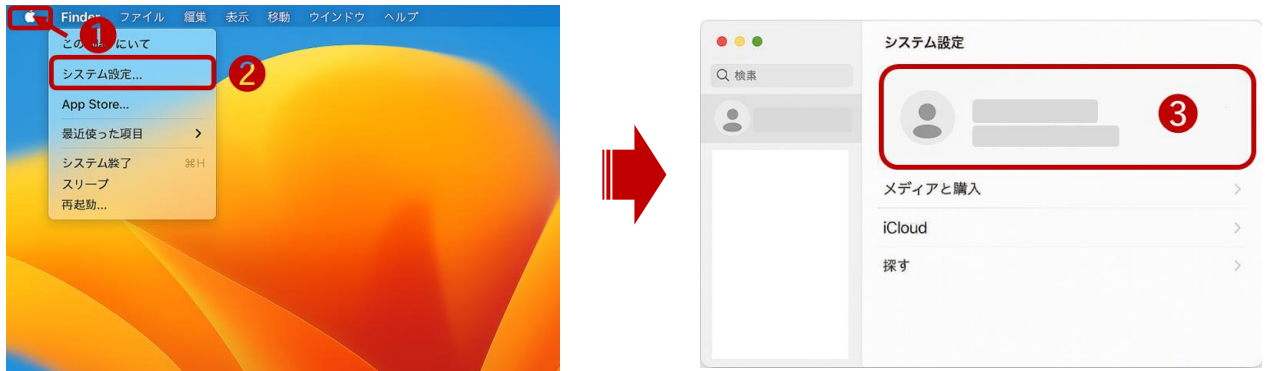 Finder ファイル 編集 表示 移動 ウインドウ ヘルプ
1
にいて
システム設定...
2
App Store...
最近使った項目
システム終了 ⌘H
スリープ
再起動...
システム設定
検索
3
メディアと購入
iCloud
探す